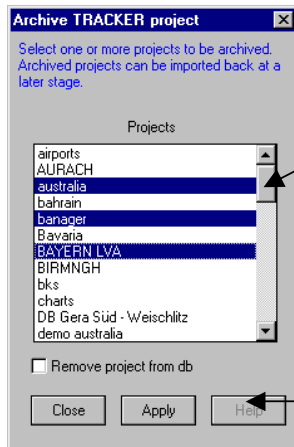 Archive TRACKER project
Select one or more projects to be archived.
Archived projects can be imported back at a
later stage.
Projects
airports
AURACH
australia
bahrain
banager
Bavaria
BAYERN LVA
BIRMNGH
bks
charts
DB Gera Süd - Weischlitz
demo australia
Remove project from db
Close
Apply
Help